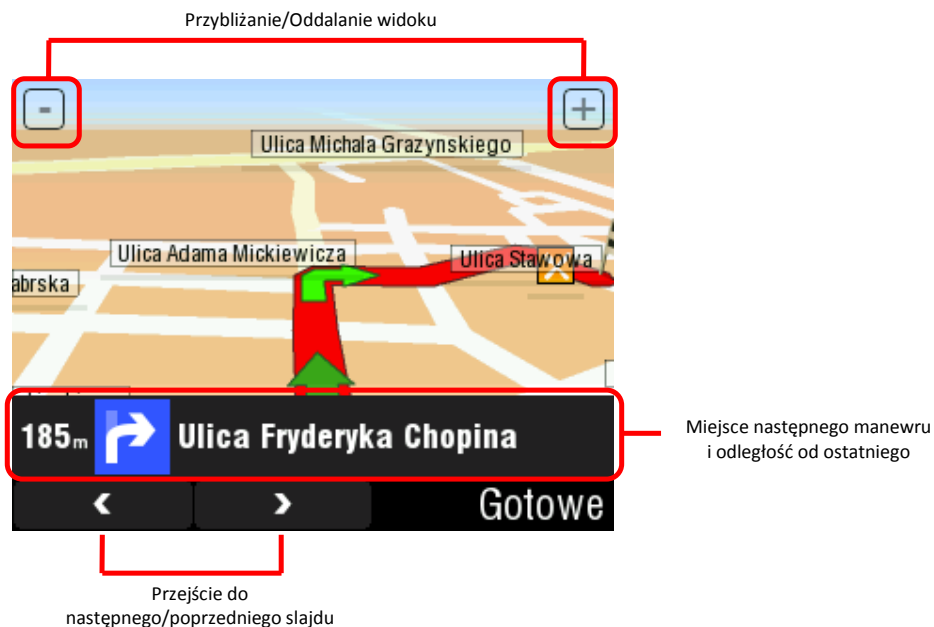 Przybliżanie/Oddalanie widoku
-
+
Ulica Michala Grazynskiego
Ulica Adama Mickiewicza
Ulica Stawowa
abrska
185m
Ulica Fryderyka Chopina
Miejsce następnego manewru
i odległość od ostatniego
‹
›
Gotowe
Przejście do
następnego/poprzedniego slajdu